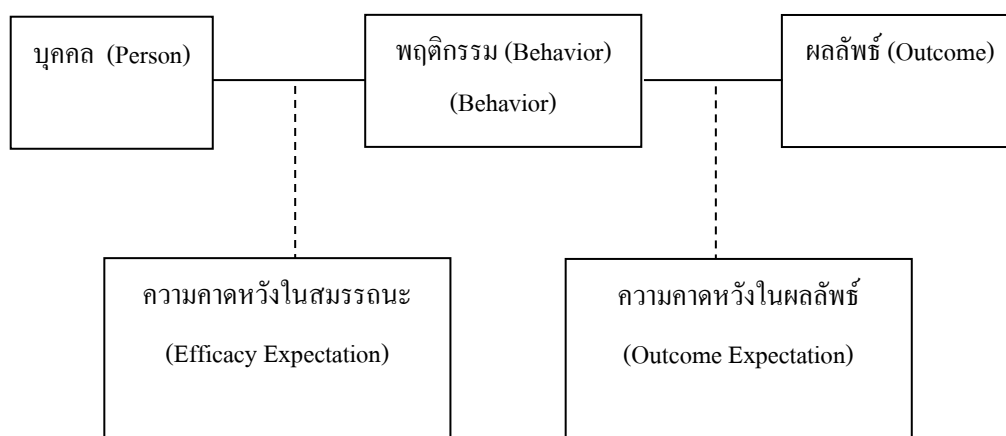 บุคคล (Person)
พฤติกรรม (Behavior)
(Behavior)
ผลลัพธ์ (Outcome)
ความคาดหวังในสมรรถนะ
(Efficacy Expectation)
ความคาดหวังในผลลัพธ์
(Outcome Expectation)